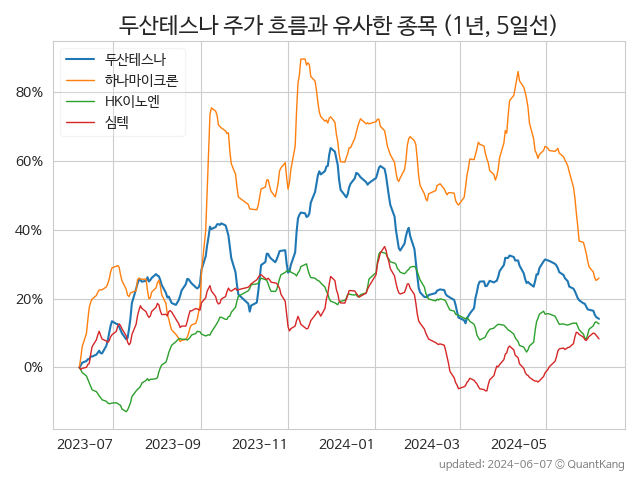 두산테스나 주가 흐름과 유사한 종목 (1년, 5일선)
두산테스나
하나마이크론
HK이노엔
심텍
80%
60%
40%
20%
0%
2023-07 2023-09 2023-11 2024-01 2024-03 2024-05
updated: 2024-06-07 © QuantKang